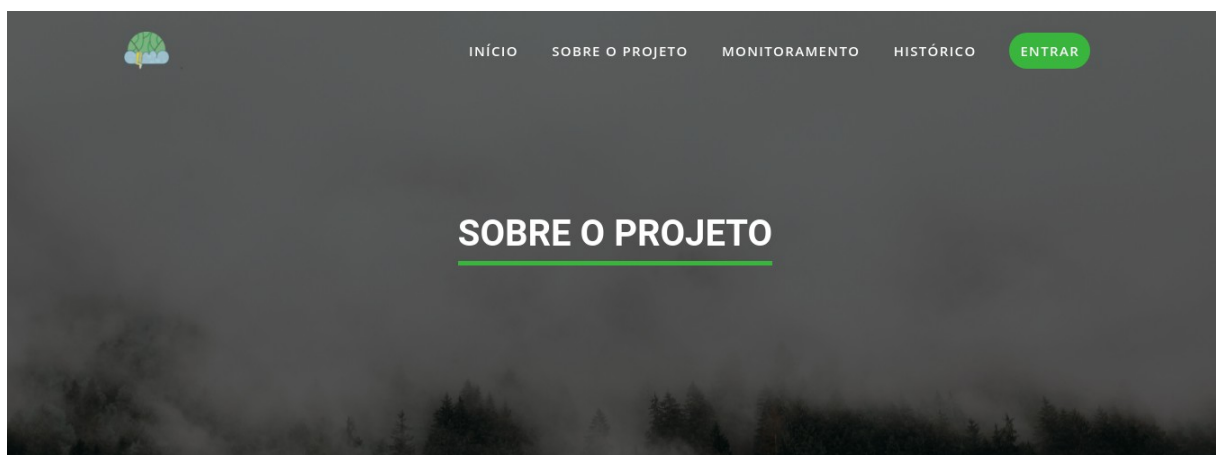 INÍCIO SOBRE O PROJETO MONITORAMENTO HISTÓRICO ENTRAR
SOBRE O PROJETO